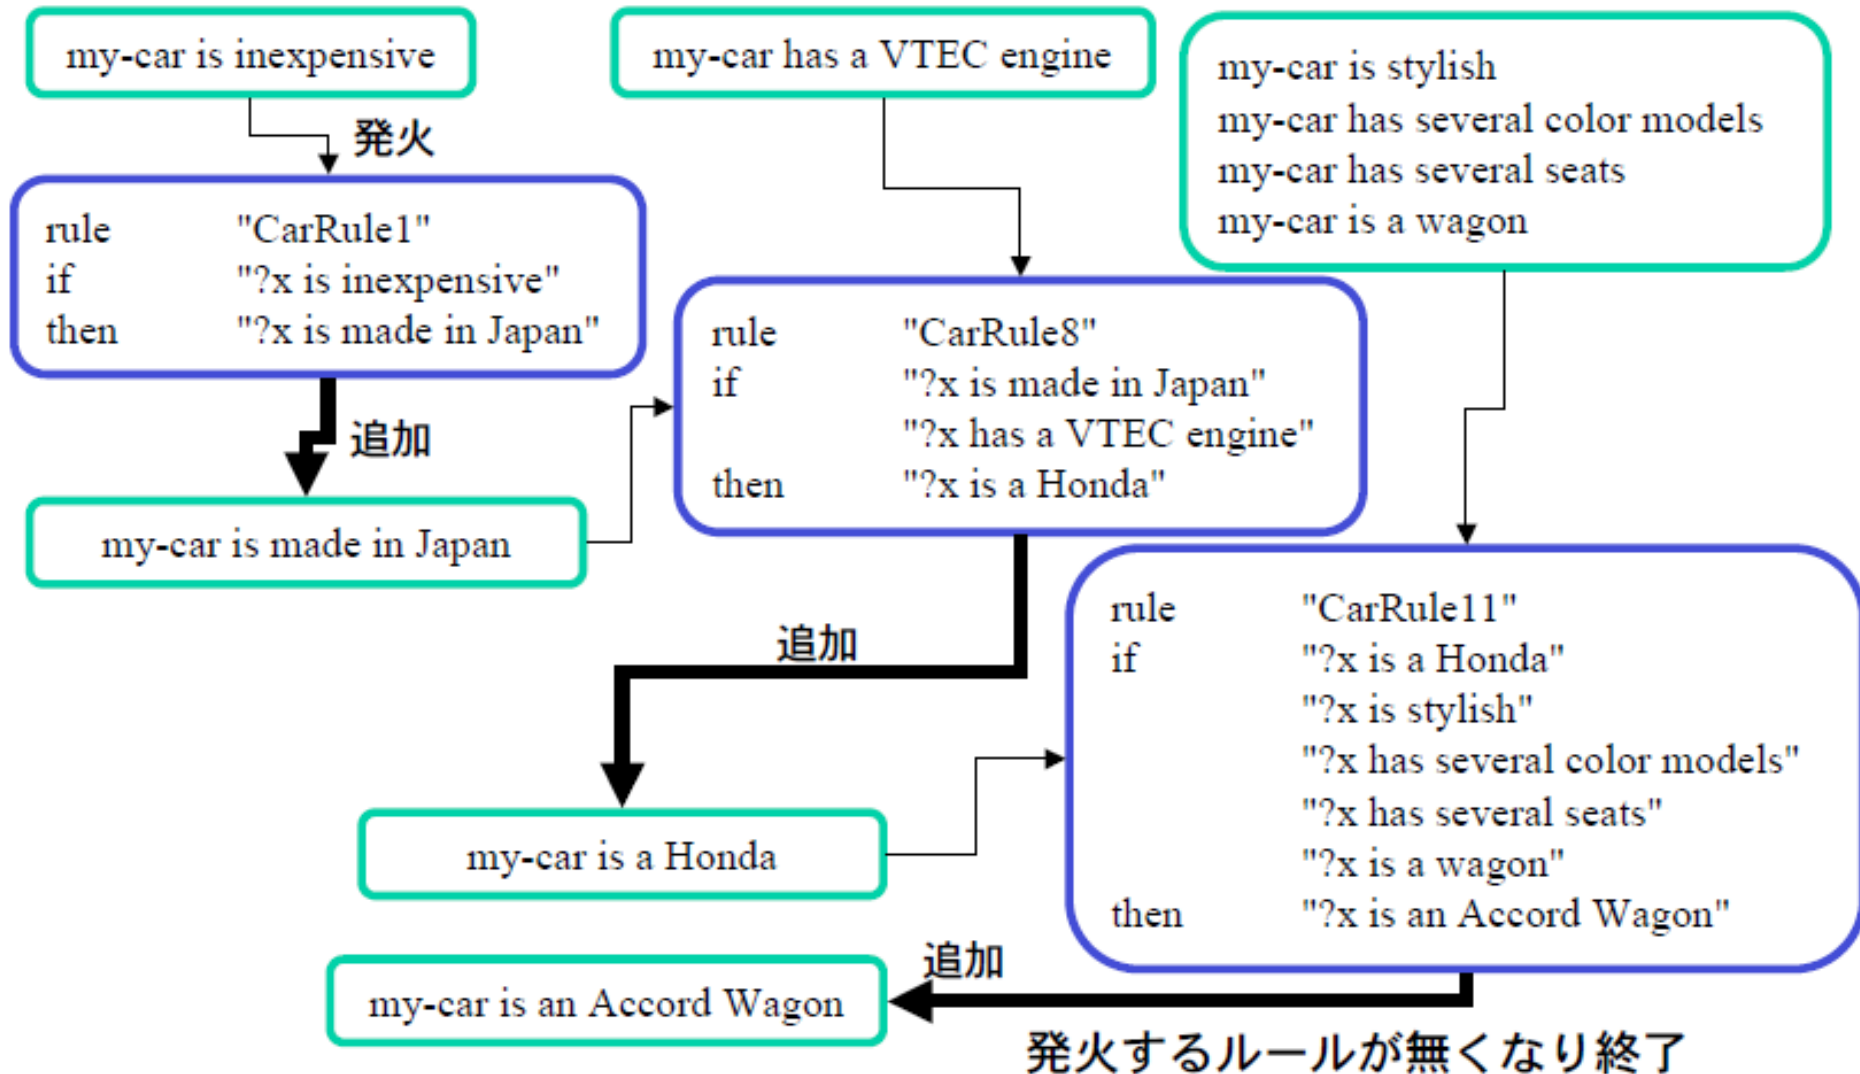 my-car is inexpensive
my-car has a VTEC engine
my-car is stylish
my-car has several color models
my-car has several seats
my-car is a wagon
発火
rule "CarRule1"
if "?x is inexpensive"
then "?x is made in Japan"
追加
my-car is made in Japan
rule "CarRule8"
if "?x is made in Japan"
"?x has a VTEC engine"
then "?x is a Honda"
追加
my-car is a Honda
rule "CarRule11"
if "?x is a Honda"
"?x is stylish"
"?x has several color models"
"?x has several seats"
"?x is a wagon"
then "?x is an Accord Wagon"
追加
my-car is an Accord Wagon
発火するルールが無くなり終了